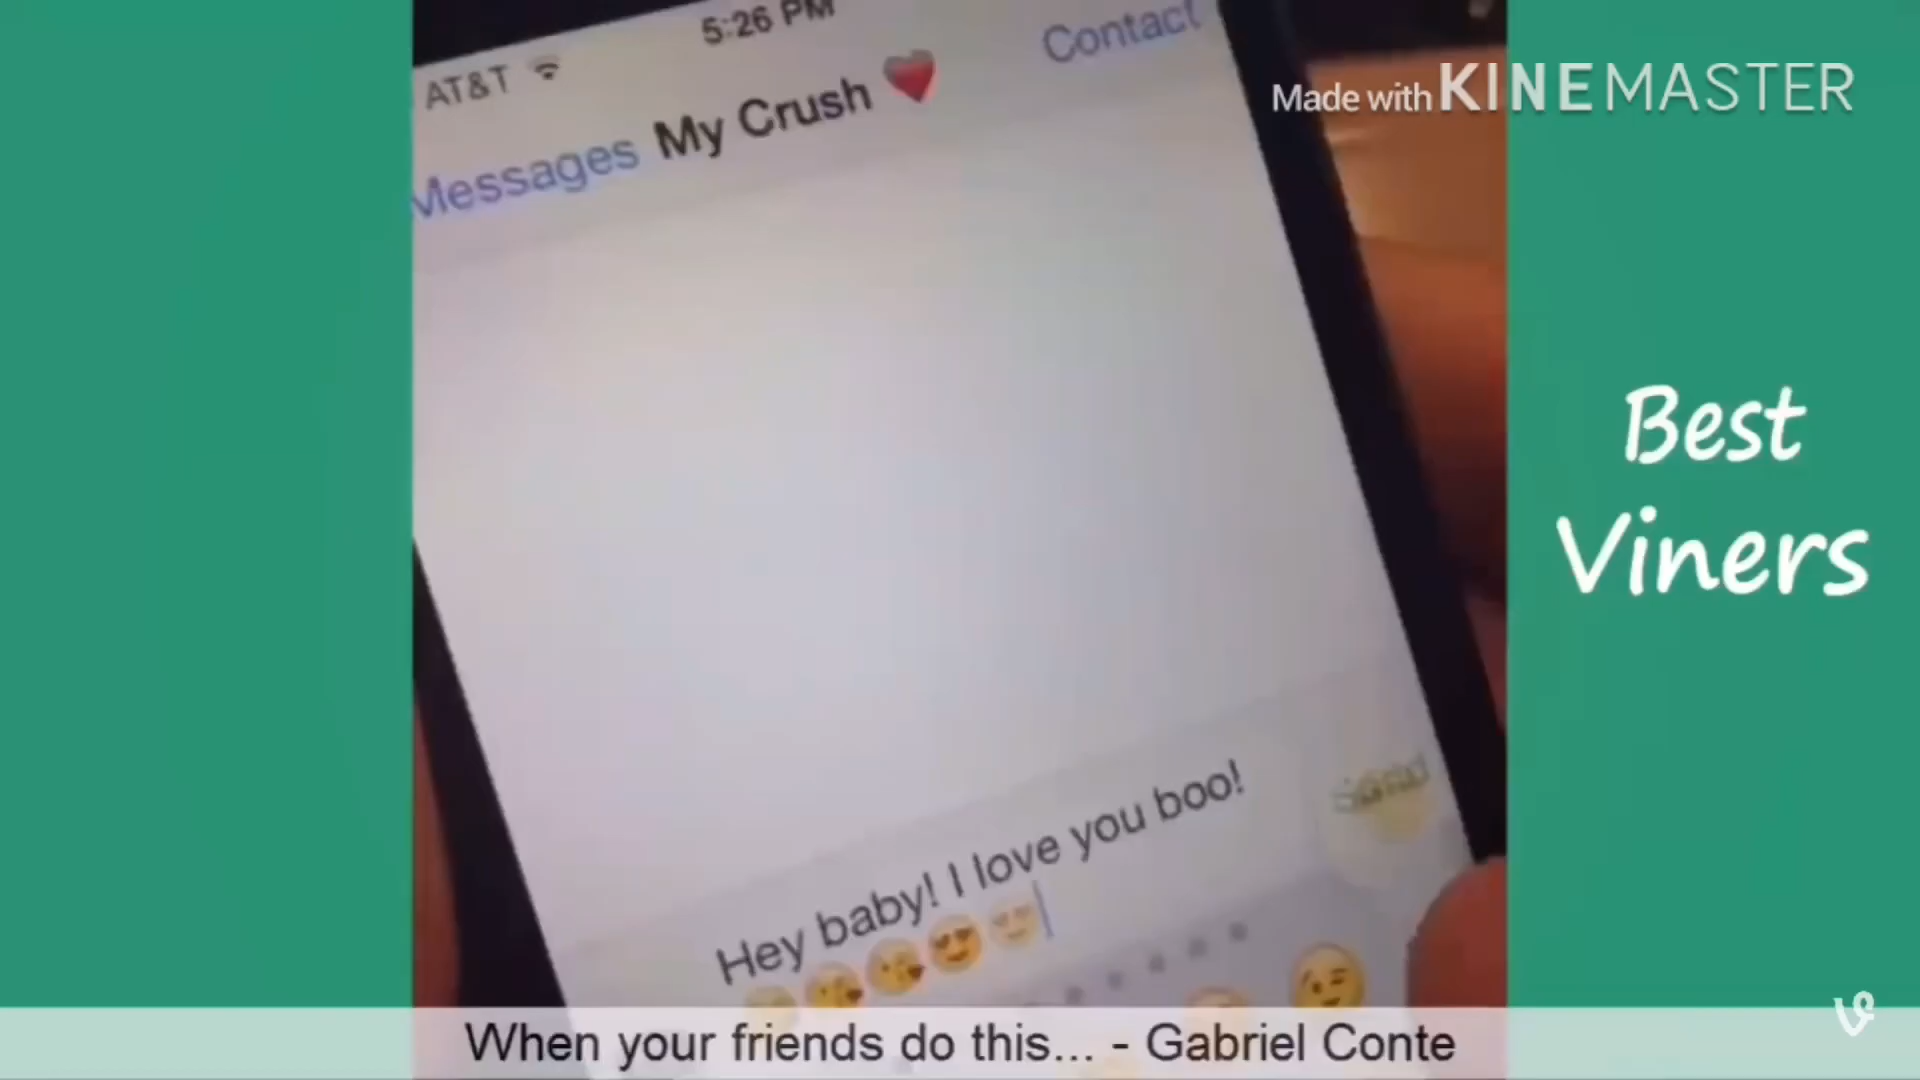 5:26 PM
AT&T
Contact
Messages My Crush ❤️
Made with KINEMASTER
Best
Viners
Hey baby! I love you boo!
When your friends do this... - Gabriel Conte